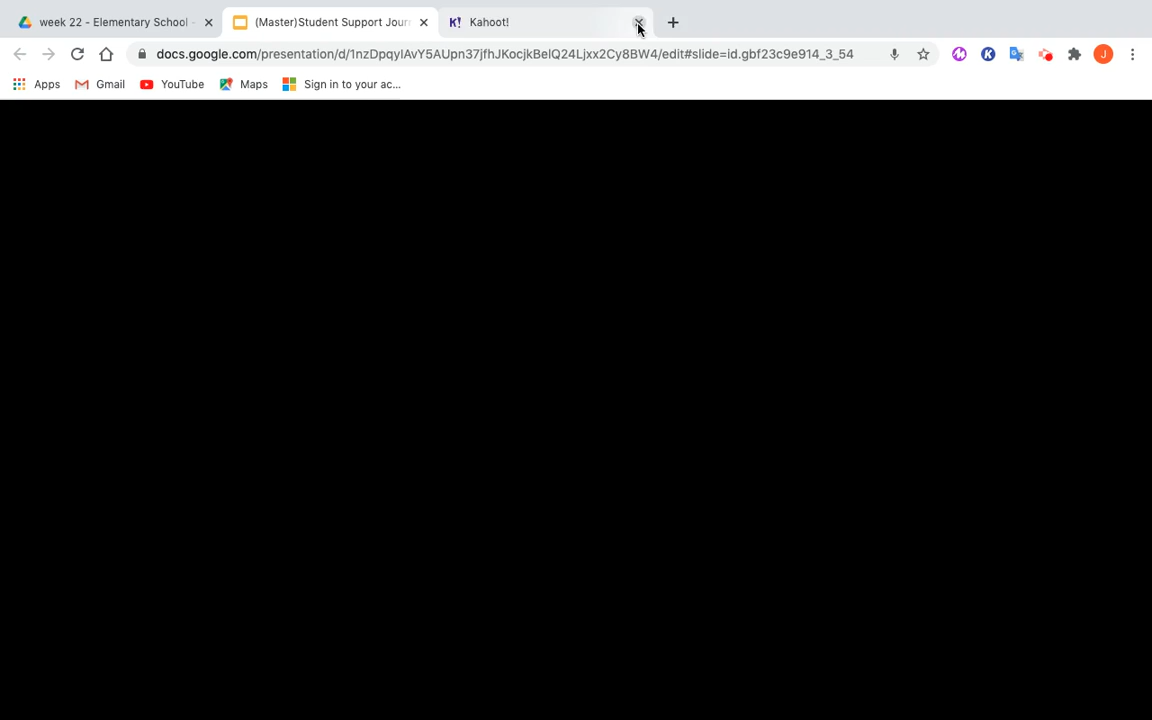 week 22 - Elementary School -
(Master)Student Support Jour
K! Kahoot!
docs.google.com/presentation/d/1nzDpqyIAvY5AUpn37jfhJKocjkBeIQ24Ljxx2Cy8BW4/edit#slide=id.gbf23c9e914_3_54
K
J
Apps
Gmail
YouTube
Maps
Sign in to your ac...